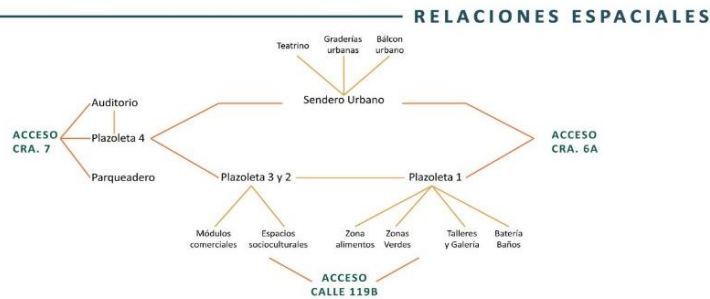 RELACIONES ESPACIALES
Teatrino
Graderías
urbanas
Bálcon
urbano
Sendero Urbano
Auditorio
ACCESO
CRA. 7
Plazoleta 4
Parqueadero
ACCESO
CRA. 6A
Plazoleta 3 y 2
Plazoleta 1
Módulos
comerciales
Espacios
socioculturales
Zona
alimentos
Zonas
Verdes
Talleres
y Galería
Batería
Baños
ACCESO
CALLE 119B